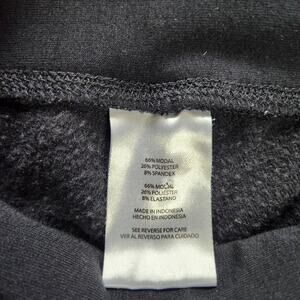 66% MODAL
26% POLYESTER
8% SPANDEX
66% MODAL
26% POLIÉSTER
8% ELASTANO
MADE IN INDONESIA
HECHO EN INDONESIA
SEE REVERSE FOR CARE
VER AL REVERSO PARA CUIDADO